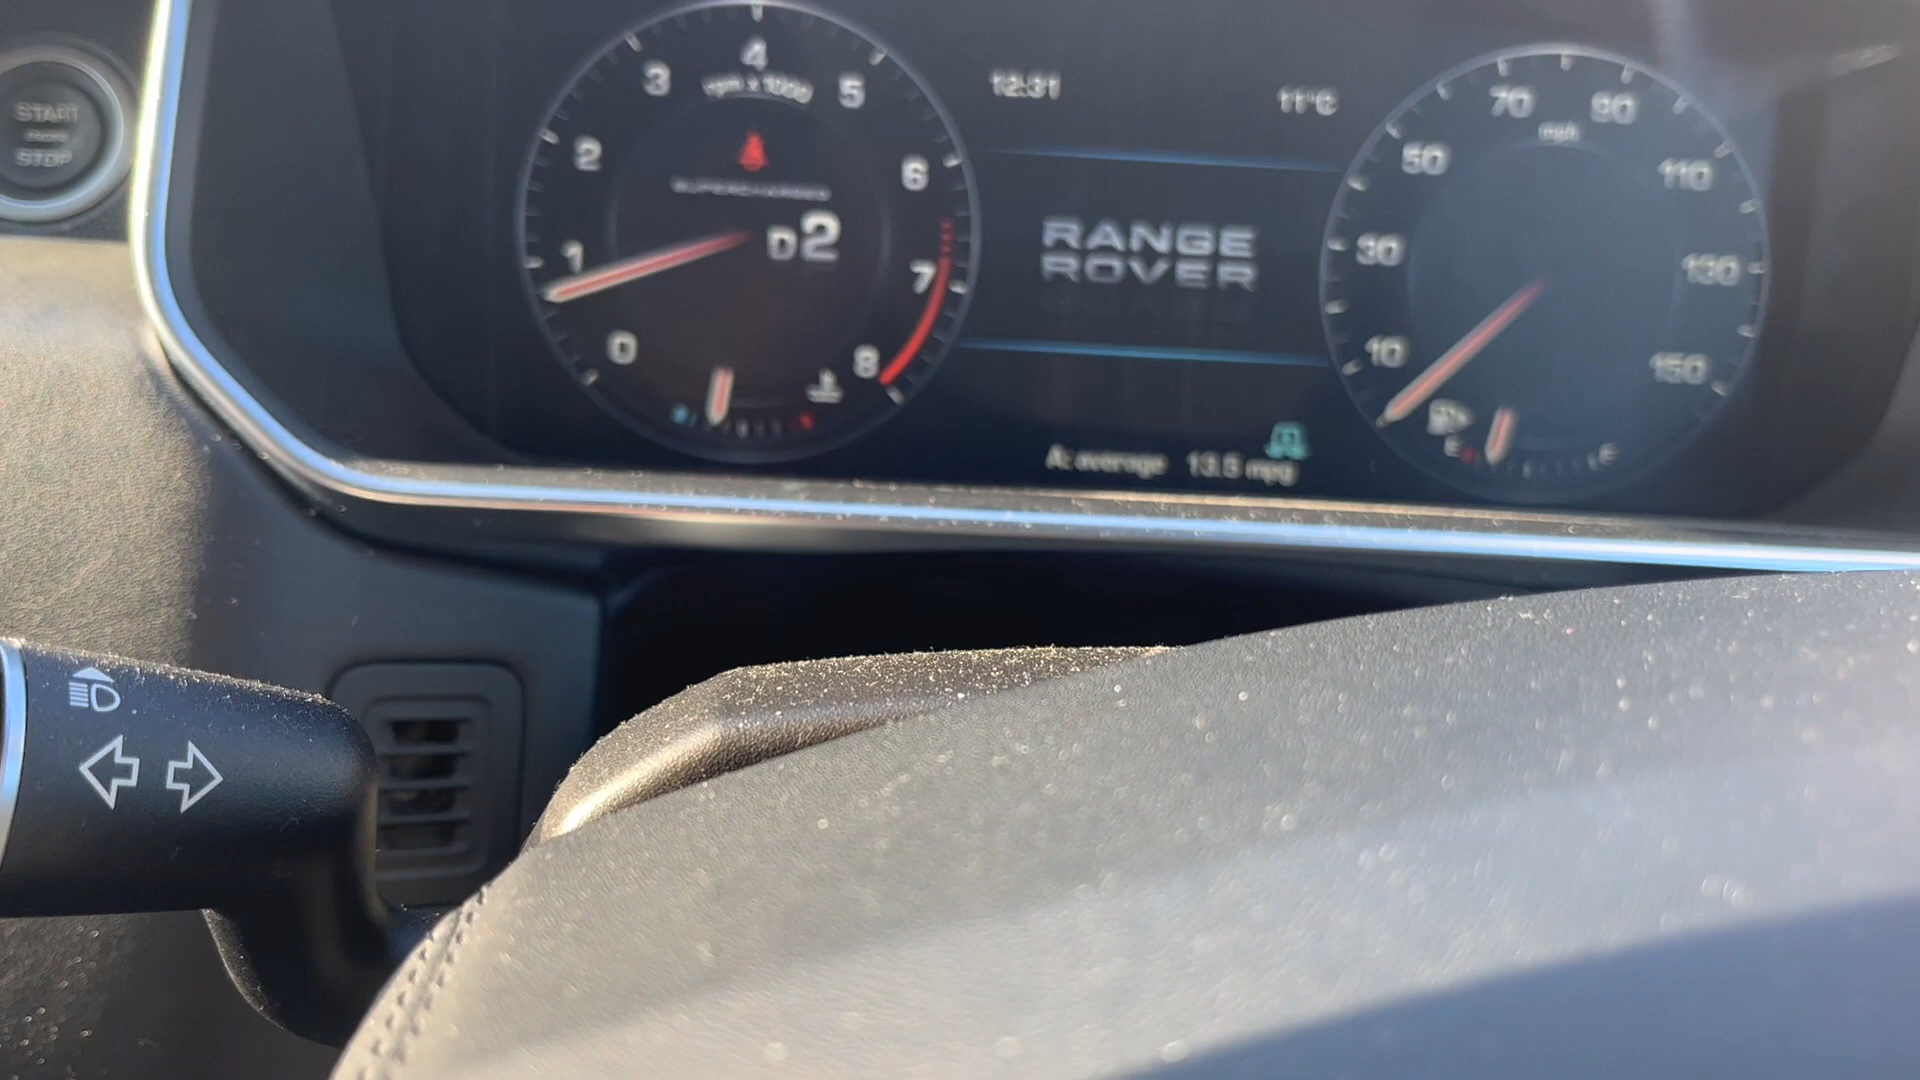 START
STOP
4
3
5
rpm x 1000
2
6
SUPERCHARGED
D2
1
7
0
8
12:31
11°C
RANGE
ROVER
A: average 13.5 mpg
70
90
mph
50
110
30
130
10
150
E
F